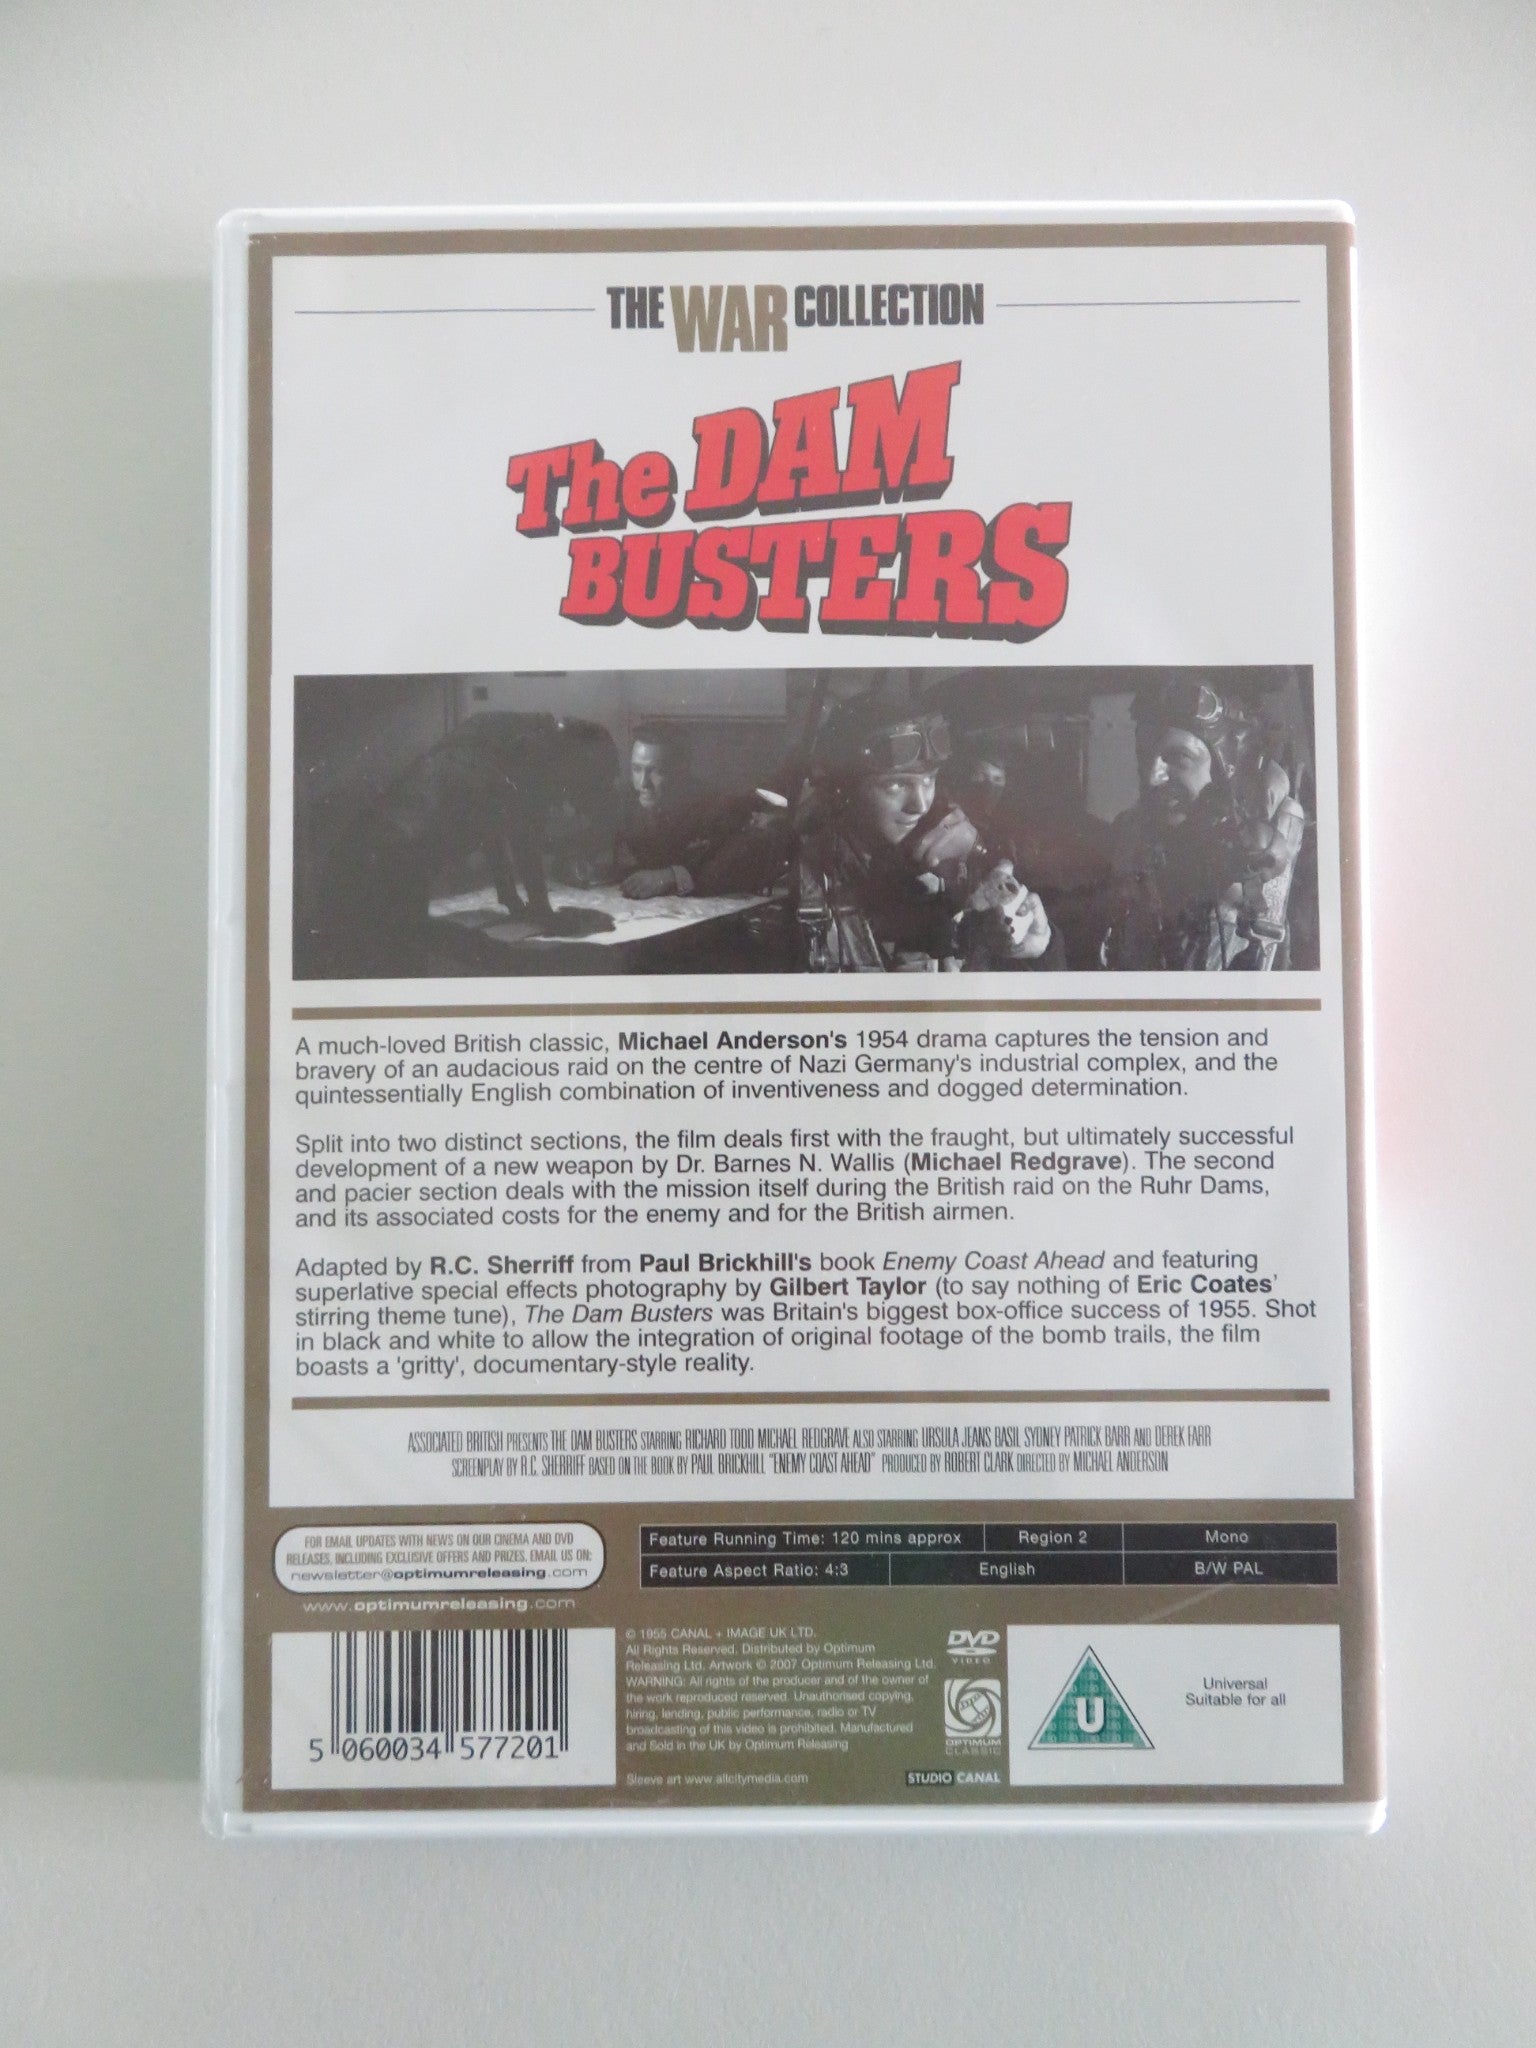 THE WAR COLLECTION
The DAM
BUSTERS
A much-loved British classic, Michael Anderson's 1954 drama captures the tension and
bravery of an audacious raid on the centre of Nazi Germany's industrial complex, and the
quintessentially English combination of inventiveness and dogged determination.
Split into two distinct sections, the film deals first with the fraught, but ultimately successful
development of a new weapon by Dr. Barnes N. Wallis (Michael Redgrave). The second
and pacier section deals with the mission itself during the British raid on the Ruhr Dams,
and its associated costs for the enemy and for the British airmen.
Adapted by R.C. Sherriff from Paul Brickhill's book Enemy Coast Ahead and featuring
superlative special effects photography by Gilbert Taylor (to say nothing of Eric Coates'
stirring theme tune), The Dam Busters was Britain's biggest box-office success of 1955. Shot
in black and white to allow the integration of original footage of the bomb trails, the film
boasts a 'gritty', documentary-style reality.
ASSOCIATED BRITISH PRESENTS THE DAM BUSTERS STARRING RICHARD TODD MICHAEL REDGRAVE ALSO STARRING URSULA JEANS BASIL SYDNEY PATRICK BARR AND DEREK FARR
SCREENPLAY BY R.C. SHERRIFF BASED ON THE BOOK BY PAUL BRICKHILL "ENEMY COAST AHEAD" PRODUCED BY ROBERT CLARK DIRECTED BY MICHAEL ANDERSON
FOR EMAIL UPDATES WITH NEWS ON OUR CINEMA AND DVD
RELEASES, INCLUDING EXCLUSIVE OFFERS AND PRIZES. EMAIL US ON:
newsletter@optimumreleasing.com
www.optimumreleasing.com
Feature Running Time: 120 mins approx
Region 2
Mono
Feature Aspect Ratio: 4:3
English
B/W PAL
5 060034 577201
© 1955 CANAL + IMAGE UK LTD.
All Rights Reserved. Distributed by Optimum
Releasing Ltd. Artwork © 2007 Optimum Releasing Ltd.
WARNING: All rights of the producer and of the owner of
the work reproduced reserved. Unauthorised copying,
hiring, lending, public performance, radio or TV
broadcasting of this video is prohibited. Manufactured
and Sold in the UK by Optimum Releasing
Sleeve art www.allcitymedia.com
DVD
VIDEO
OPTIMUM
CLASSIC
STUDIO CANAL
U
Universal
Suitable for all